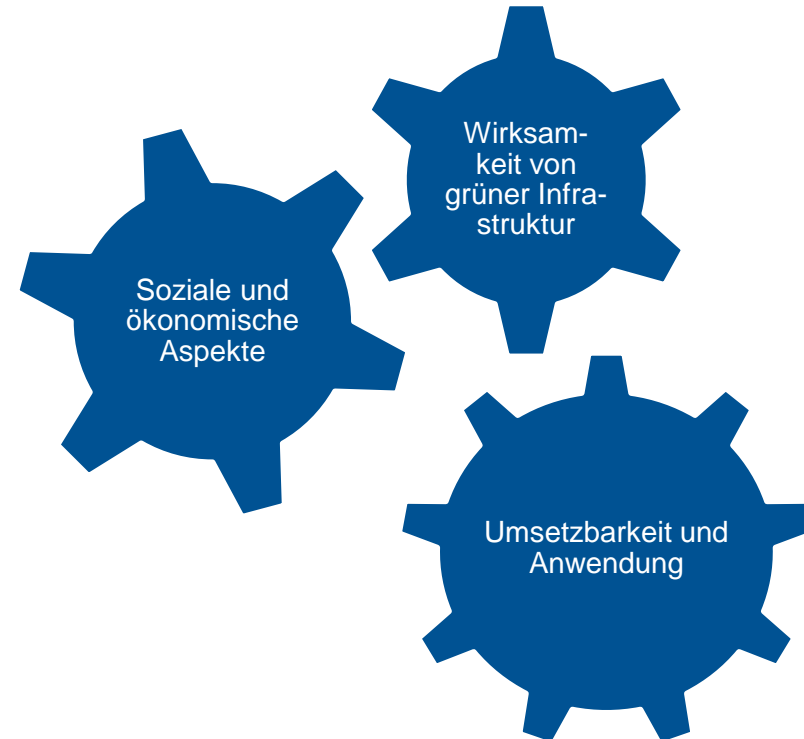 Wirksam-
keit von
grüner Infra-
struktur
Soziale und
ökonomische
Aspekte
Umsetzbarkeit und
Anwendung